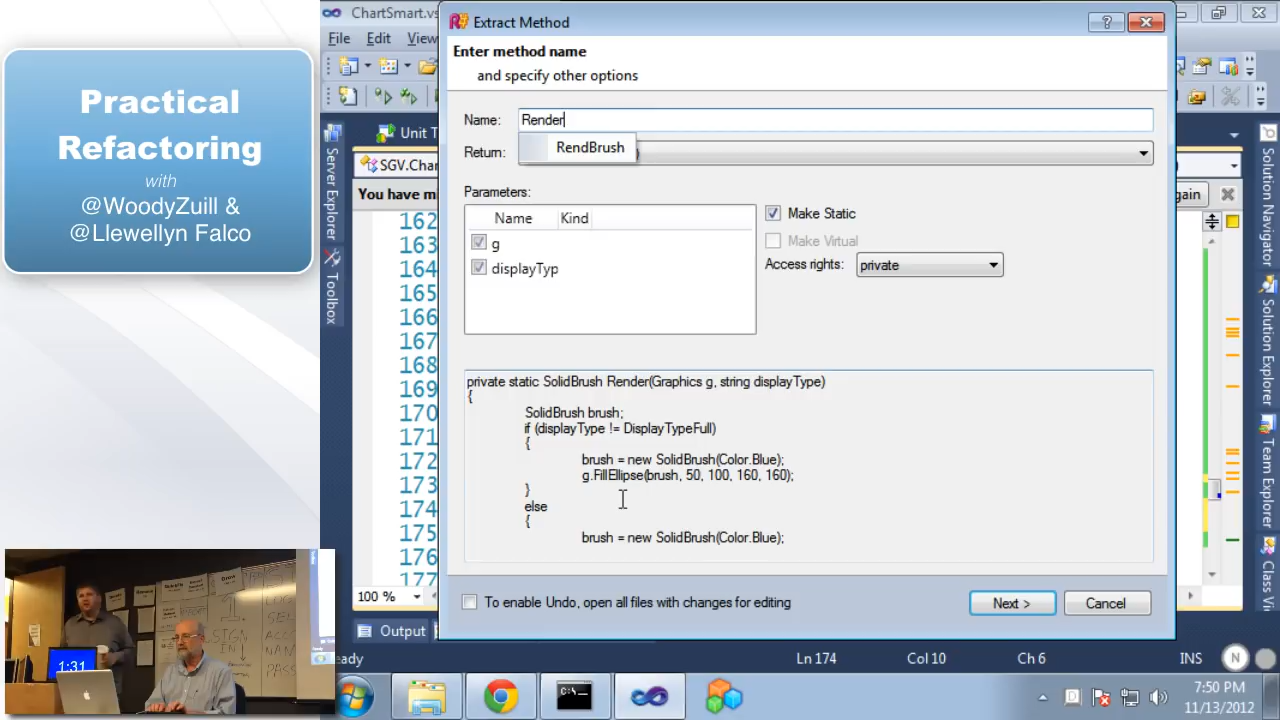 Practical
Refactoring
with
@WoodyZuill &
@Llewellyn Falco
1:31
SIGN
IN
ChartSmart.vs
File Edit View
Unit T
SGV.Char
You have m
gain
Server Explorer
Toolbox
162
163
164
165
166
167
168
169
170
171
172
173
174
175
176
177
100 %
Output
eady
Ln 174 Col 10 Ch 6 INS
N
Solution Navigator
Solution Explorer
Team Explorer
Class Vi
R# Extract Method
Enter method name
and specify other options
Name: Render
RendBrush
Return:
Parameters:
Name Kind
g
displayTyp
Make Static
Make Virtual
Access rights: private
private static SolidBrush Render(Graphics g, string displayType)
{
SolidBrush brush;
if (displayType != DisplayTypeFull)
{
brush = new SolidBrush(Color.Blue);
g.FillEllipse(brush, 50, 100, 160, 160);
}
else
{
brush = new SolidBrush(Color.Blue);
To enable Undo, open all files with changes for editing
Next > Cancel
7:50 PM
11/13/2012